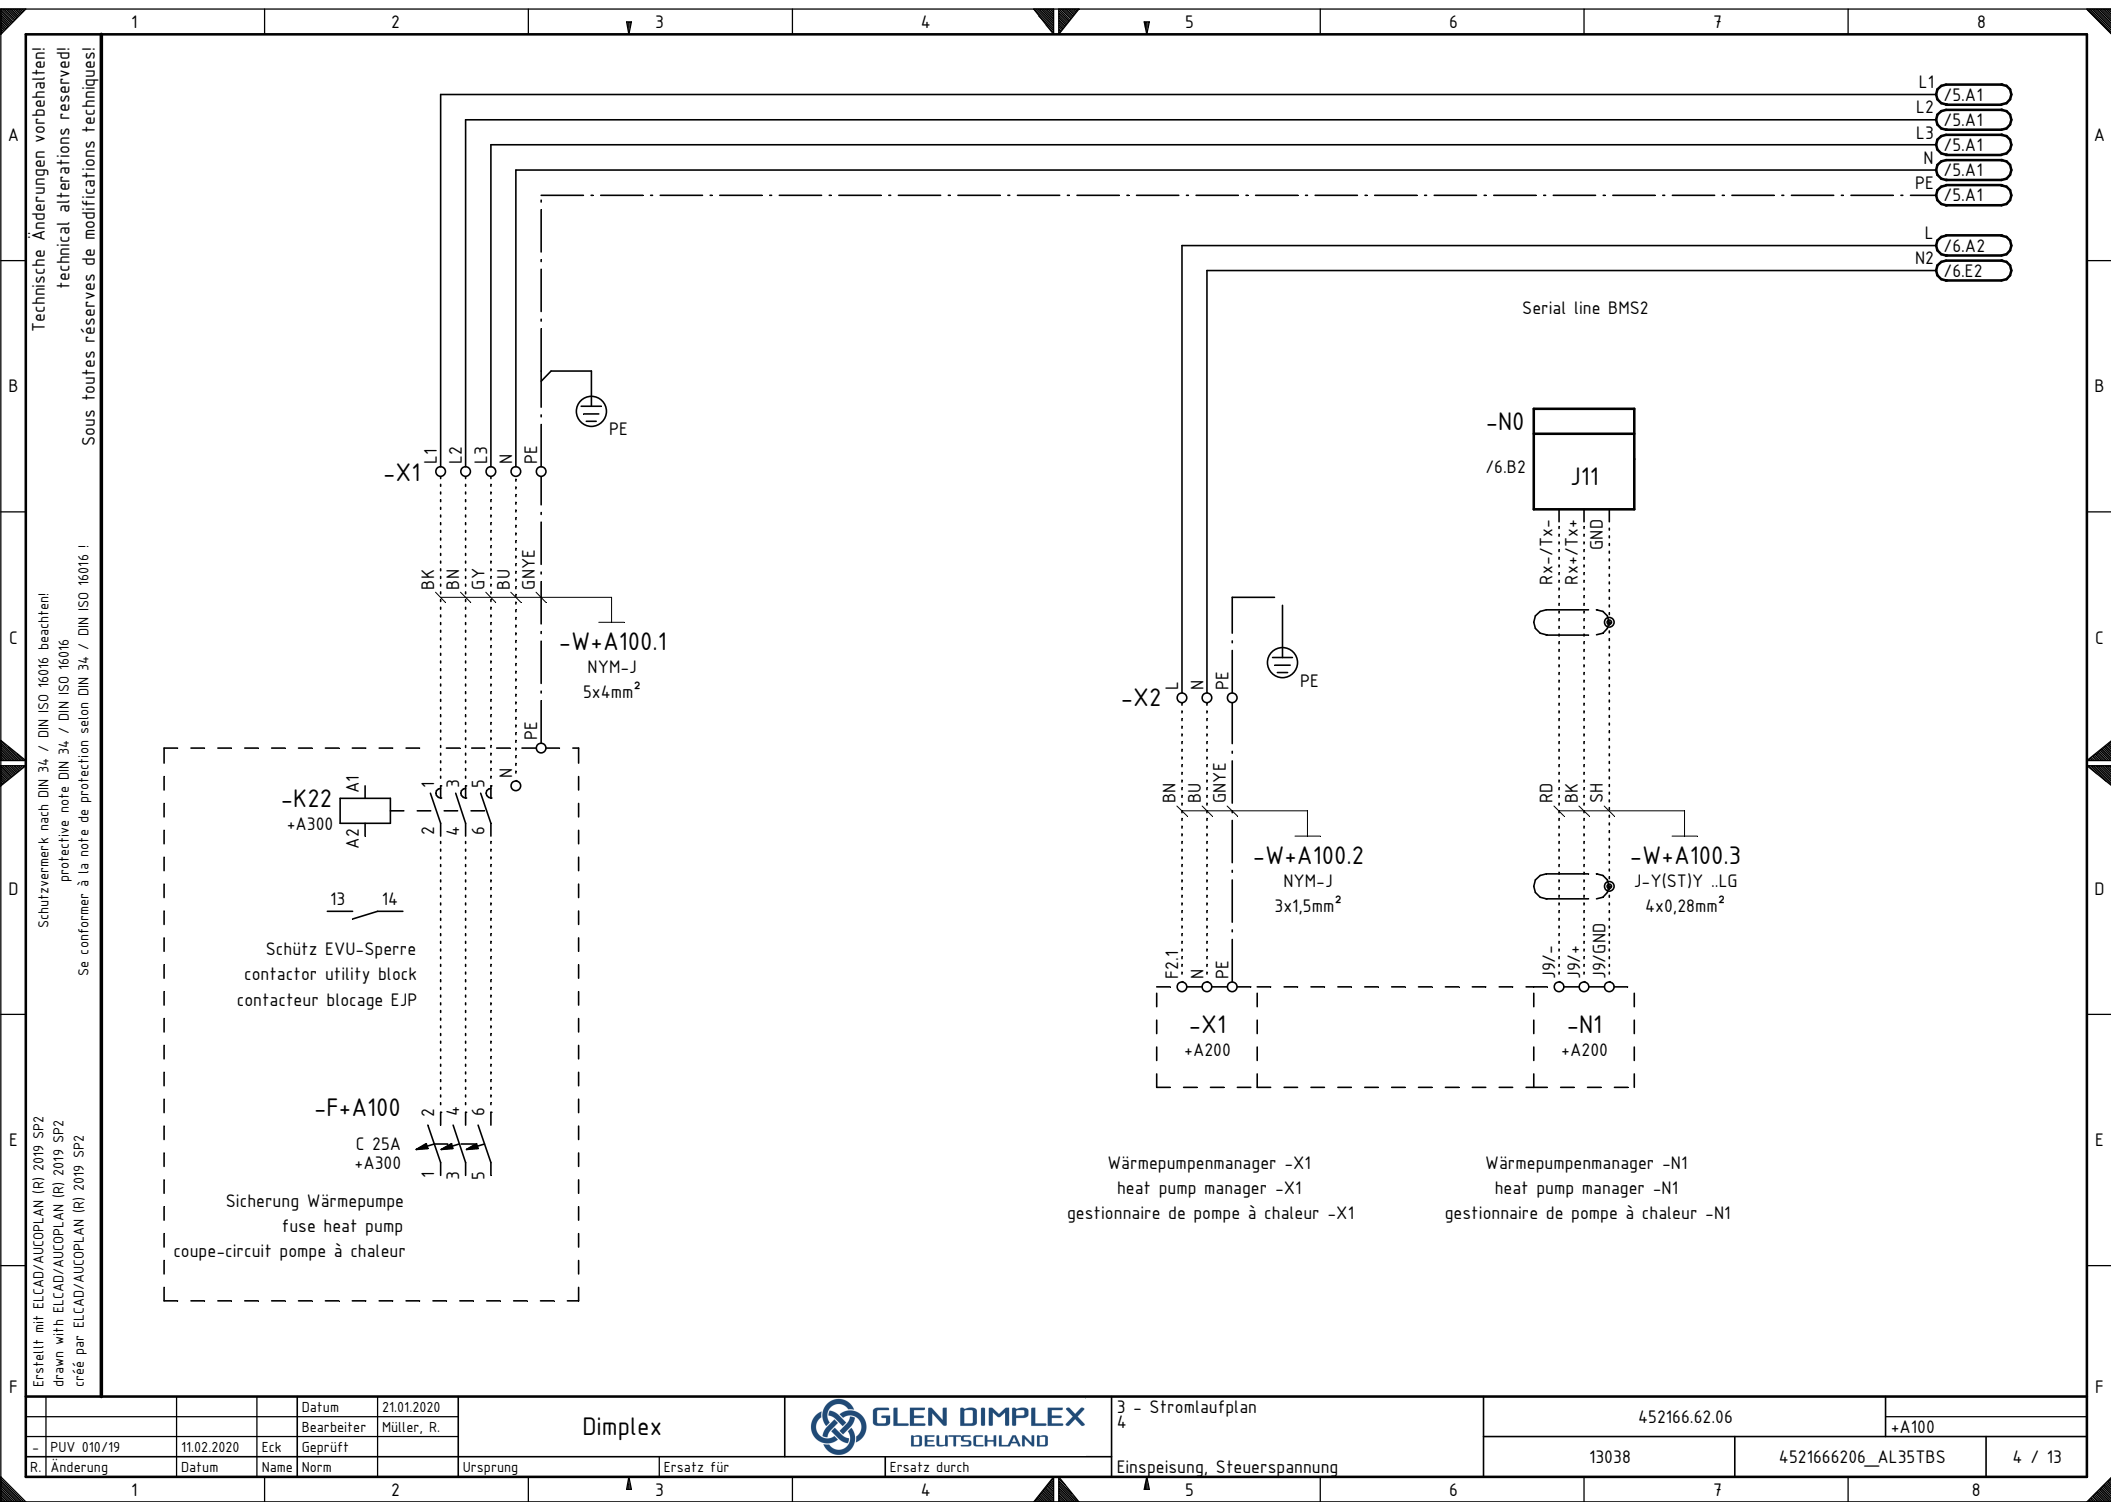 1 2 3 4 5 6 7 8
A
B
C
D
E
F
A
B
C
D
E
F
Technische Änderungen vorbehalten!
technical alterations reserved!
Sous toutes réserves de modifications techniques!
Schutzvermerk nach DIN 34 / DIN ISO 16016 beachten!
protective note DIN 34 / DIN ISO 16016
Se conformer à la note de protection selon DIN 34 / DIN ISO 16016 !
Erstellt mit ELCAD/AUCOPLAN (R) 2019 SP2
drawn with ELCAD/AUCOPLAN (R) 2019 SP2
créé par ELCAD/AUCOPLAN (R) 2019 SP2
L1 /5.A1
L2 /5.A1
L3 /5.A1
N /5.A1
PE /5.A1
L /6.A2
N2 /6.E2
PE
-X1 L1 L2 L3 N PE
BK BN GY BU GNYE
-W+A100.1
NYM-J
5x4mm²
PE
N
-K22
+A300
A1
A2
1 3 5
2 4 6
13 14
Schütz EVU-Sperre
contactor utility block
contacteur blocage EJP
-F+A100
C 25A
+A300
2 4 6
1 3 5
Sicherung Wärmepumpe
fuse heat pump
coupe-circuit pompe à chaleur
PE
-X2 L N PE
BN BU GNYE
-W+A100.2
NYM-J
3x1,5mm²
F2.1 N PE
-X1
+A200
Wärmepumpenmanager -X1
heat pump manager -X1
gestionnaire de pompe à chaleur -X1
Serial line BMS2
-N0
/6.B2
J11
Rx-/Tx- Rx+/Tx+ GND
RD BK SH
-W+A100.3
J-Y(ST)Y ..LG
4x0,28mm²
J9/- J9/+ J9/GND
-N1
+A200
Wärmepumpenmanager -N1
heat pump manager -N1
gestionnaire de pompe à chaleur -N1
Datum 21.01.2020
Bearbeiter Müller, R.
- PUV 010/19 11.02.2020 Eck Geprüft
R. Änderung Datum Name Norm
Dimplex
Ursprung Ersatz für Ersatz durch
GLEN DIMPLEX
DEUTSCHLAND
3 - Stromlaufplan
4
Einspeisung, Steuerspannung
452166.62.06
+A100
13038 4521666206_AL35TBS 4 / 13
1 2 3 4 5 6 7 8